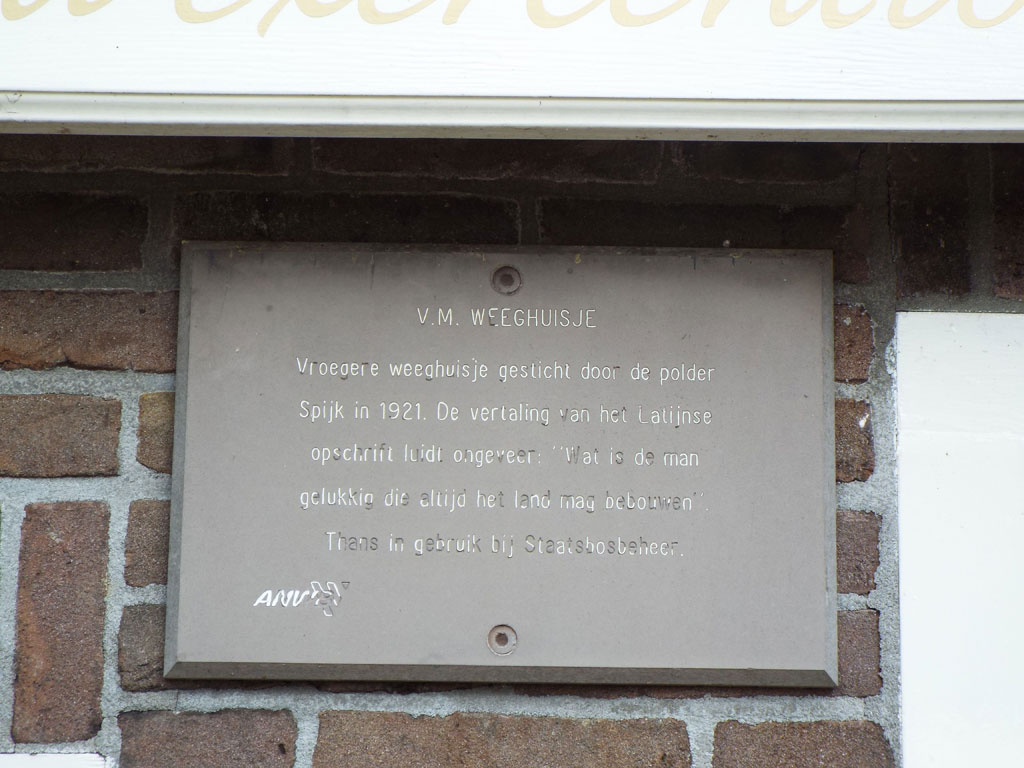 V.M. WEEGHUISJE
Vroegere weeghuisje gesticht door de polder
Spijk in 1921. De vertaling van het Latijnse
opschrift luidt ongeveer: "Wat is de man
gelukkig die altijd het land mag bebouwen".
Thans in gebruik bij Staatsbosbeheer.
ANV